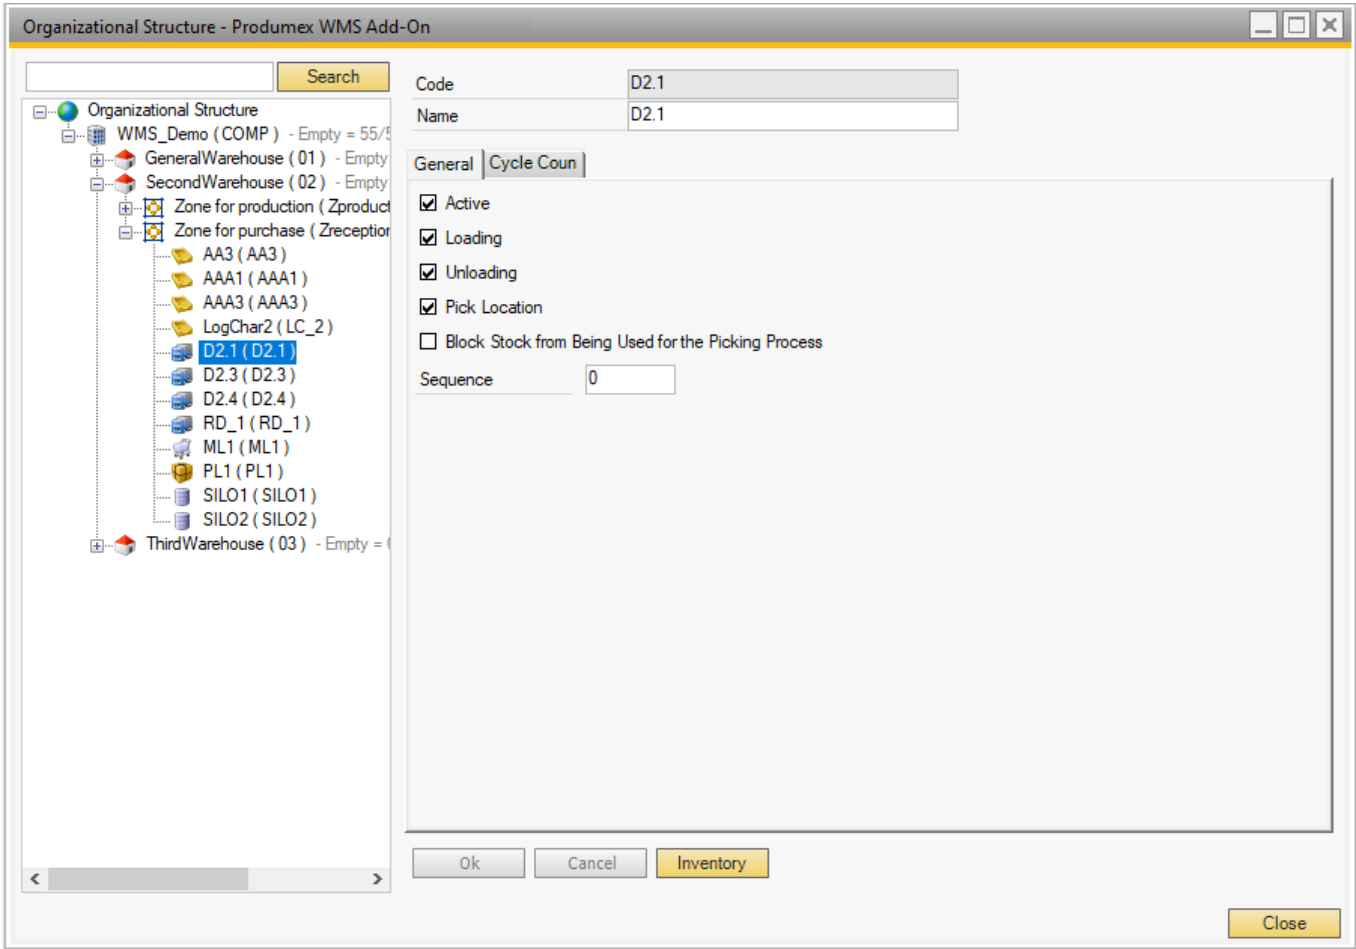 Organizational Structure - Produmex WMS Add-On
Search
Organizational Structure
WMS_Demo ( COMP ) - Empty = 55/5
GeneralWarehouse ( 01 ) - Empty
SecondWarehouse ( 02 ) - Empty
Zone for production ( Zproduct
Zone for purchase ( Zreception
AA3 ( AA3 )
AAA1 ( AAA1 )
AAA3 ( AAA3 )
LogChar2 ( LC_2 )
D2.1 ( D2.1 )
D2.3 ( D2.3 )
D2.4 ( D2.4 )
RD_1 ( RD_1 )
ML1 ( ML1 )
PL1 ( PL1 )
SILO1 ( SILO1 )
SILO2 ( SILO2 )
ThirdWarehouse ( 03 ) - Empty =
Code D2.1
Name D2.1
General Cycle Coun
Active
Loading
Unloading
Pick Location
Block Stock from Being Used for the Picking Process
Sequence 0
Ok Cancel Inventory
Close